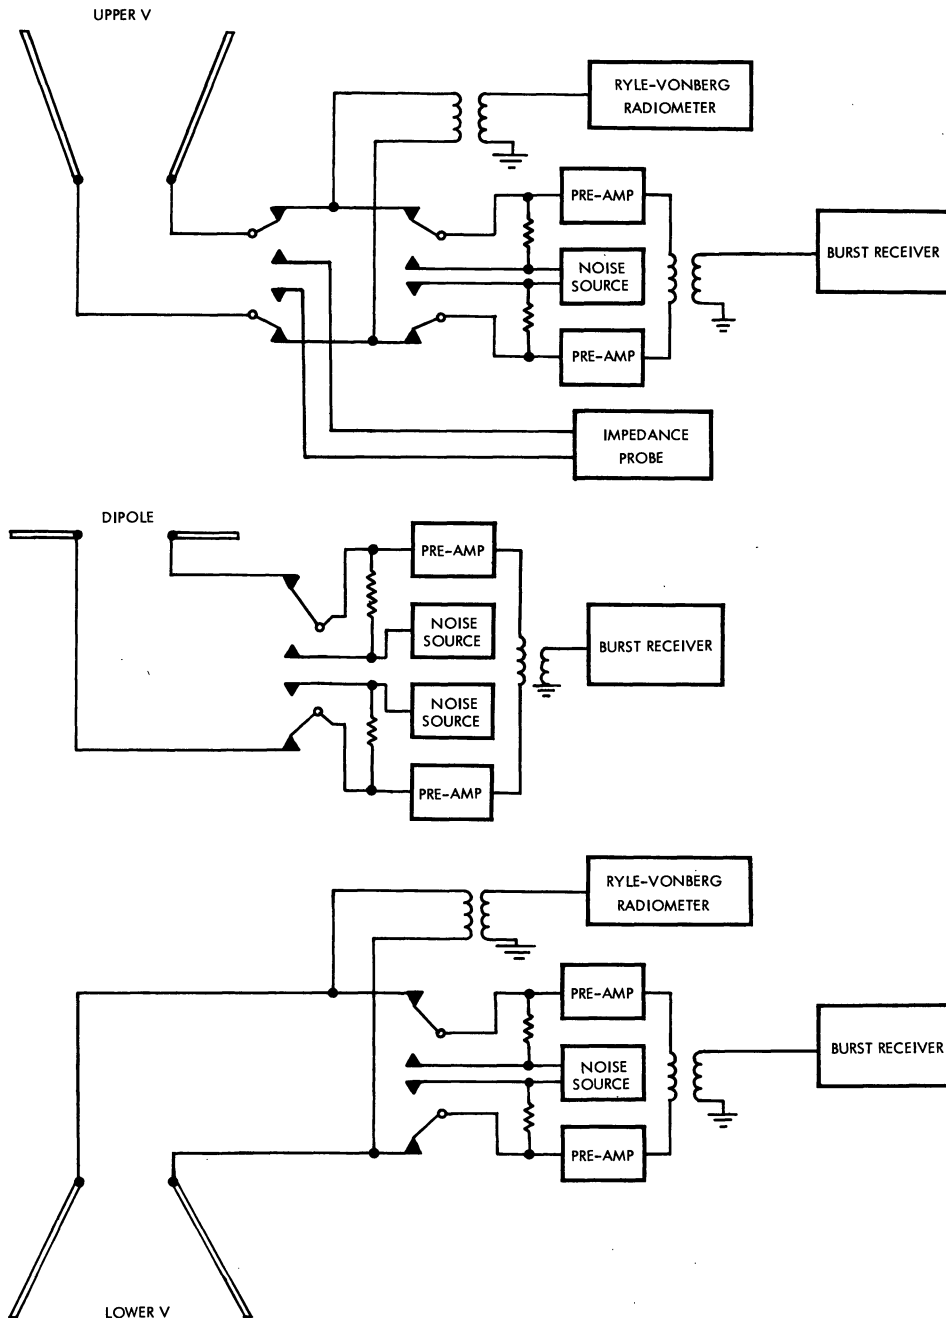 UPPER V
RYLE-VONBERG
RADIOMETER
PRE-AMP
NOISE
SOURCE
BURST RECEIVER
PRE-AMP
IMPEDANCE
PROBE
DIPOLE
PRE-AMP
NOISE
SOURCE
BURST RECEIVER
NOISE
SOURCE
PRE-AMP
RYLE-VONBERG
RADIOMETER
PRE-AMP
NOISE
SOURCE
BURST RECEIVER
PRE-AMP
LOWER V